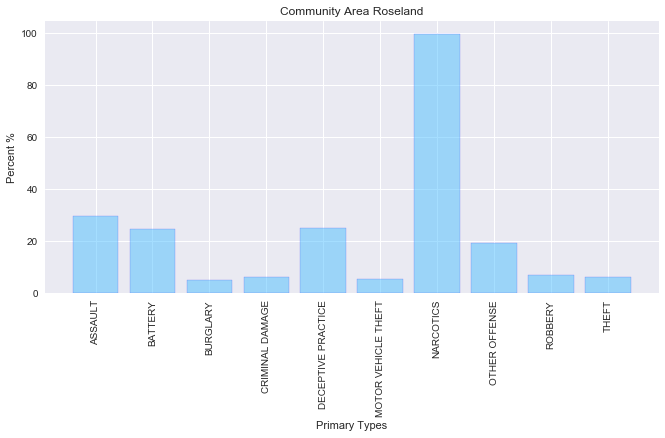 Community Area Roseland
Percent %
100
80
60
40
20
0
ASSAULT
BATTERY
BURGLARY
CRIMINAL DAMAGE
DECEPTIVE PRACTICE
MOTOR VEHICLE THEFT
NARCOTICS
OTHER OFFENSE
ROBBERY
THEFT
Primary Types